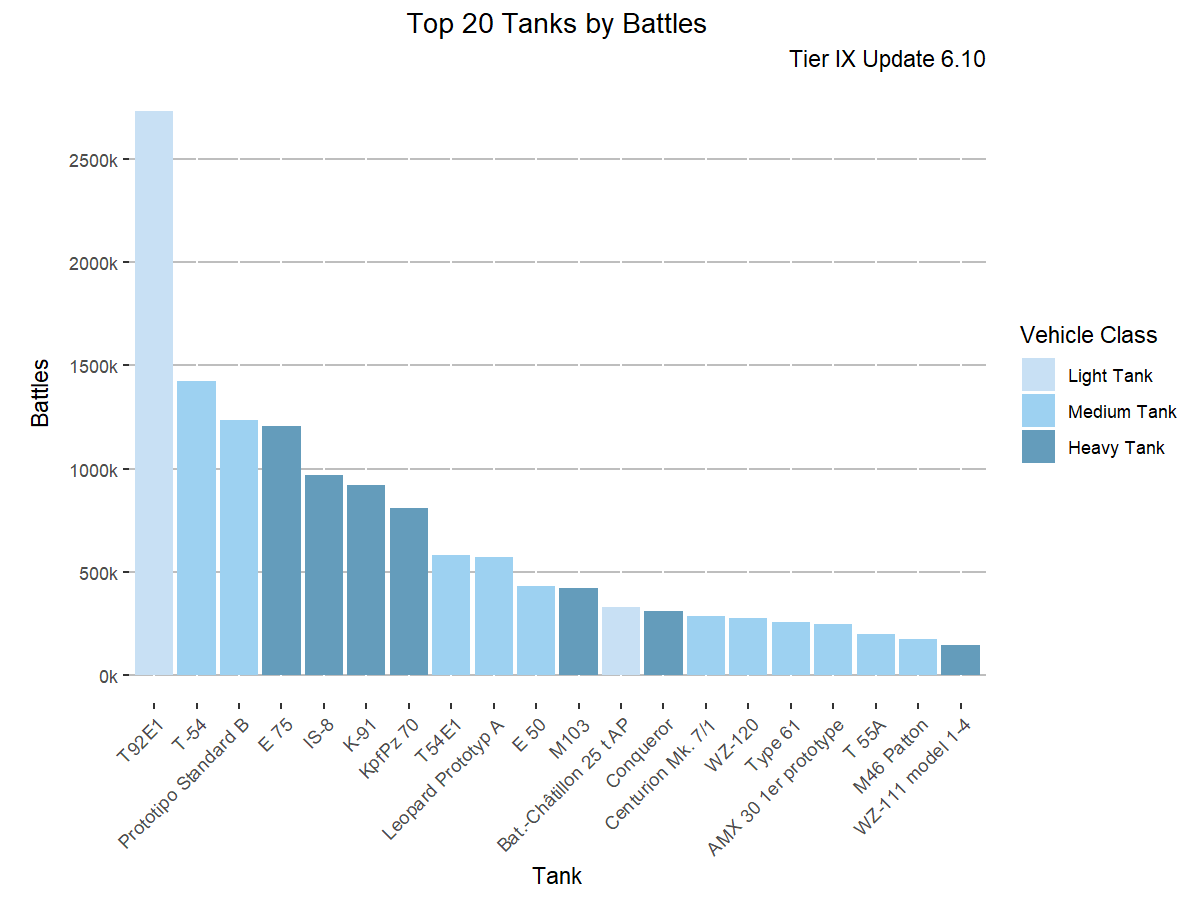 Top 20 Tanks by Battles
Tier IX Update 6.10
2500k
2000k
1500k
1000k
500k
0k
Battles
T92E1
T-54
Prototipo Standard B
E 75
IS-8
K-91
KpfPz 70
T54E1
Leopard Prototyp A
E 50
M103
Bat.-Châtillon 25 t AP
Conqueror
Centurion Mk. 7/1
WZ-120
Type 61
AMX 30 1er prototype
T 55A
M46 Patton
WZ-111 model 1-4
Tank
Vehicle Class
Light Tank
Medium Tank
Heavy Tank